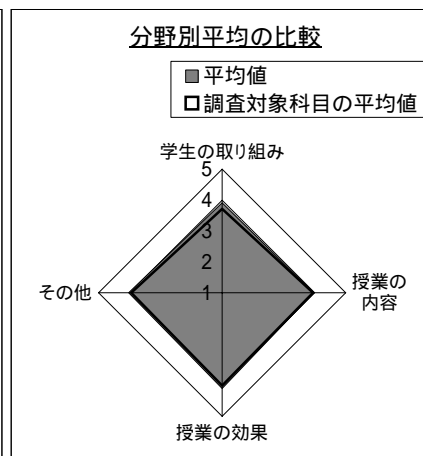 分野別平均の比較
平均値
調査対象科目の平均値
学生の取り組み
5
4
3
2
1
その他
授業の
内容
授業の効果